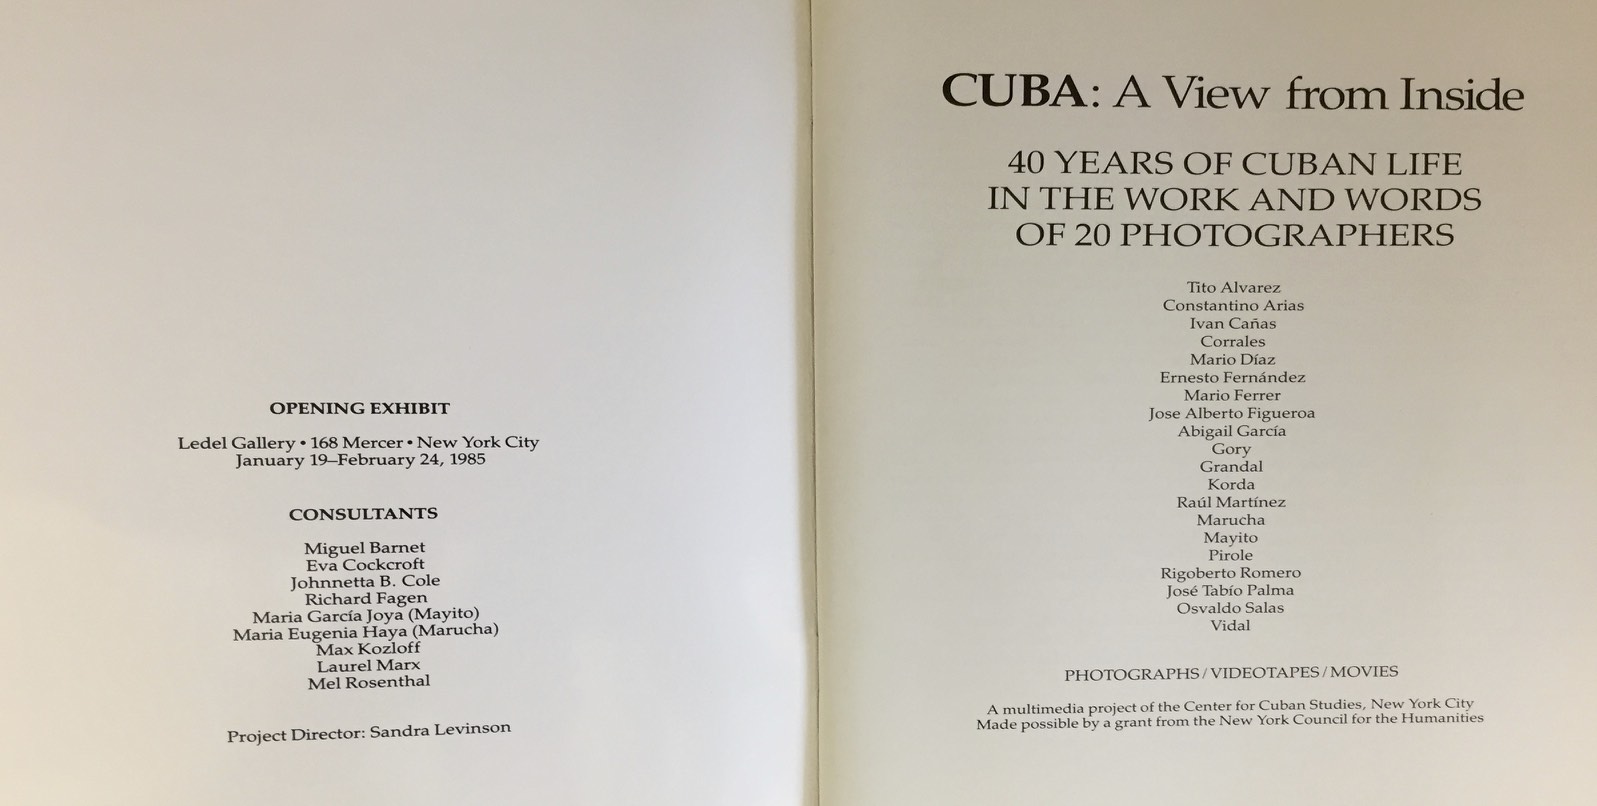 OPENING EXHIBIT
Ledel Gallery • 168 Mercer • New York City
January 19–February 24, 1985
CONSULTANTS
Miguel Barnet
Eva Cockcroft
Johnnetta B. Cole
Richard Fagen
Maria García Joya (Mayito)
Maria Eugenia Haya (Marucha)
Max Kozloff
Laurel Marx
Mel Rosenthal
Project Director: Sandra Levinson
CUBA: A View from Inside
40 YEARS OF CUBAN LIFE
IN THE WORK AND WORDS
OF 20 PHOTOGRAPHERS
Tito Alvarez
Constantino Arias
Ivan Cañas
Corrales
Mario Díaz
Ernesto Fernández
Mario Ferrer
Jose Alberto Figueroa
Abigail García
Gory
Grandal
Korda
Raúl Martínez
Marucha
Mayito
Pirole
Rigoberto Romero
José Tabío Palma
Osvaldo Salas
Vidal
PHOTOGRAPHS / VIDEOTAPES / MOVIES
A multimedia project of the Center for Cuban Studies, New York City
Made possible by a grant from the New York Council for the Humanities